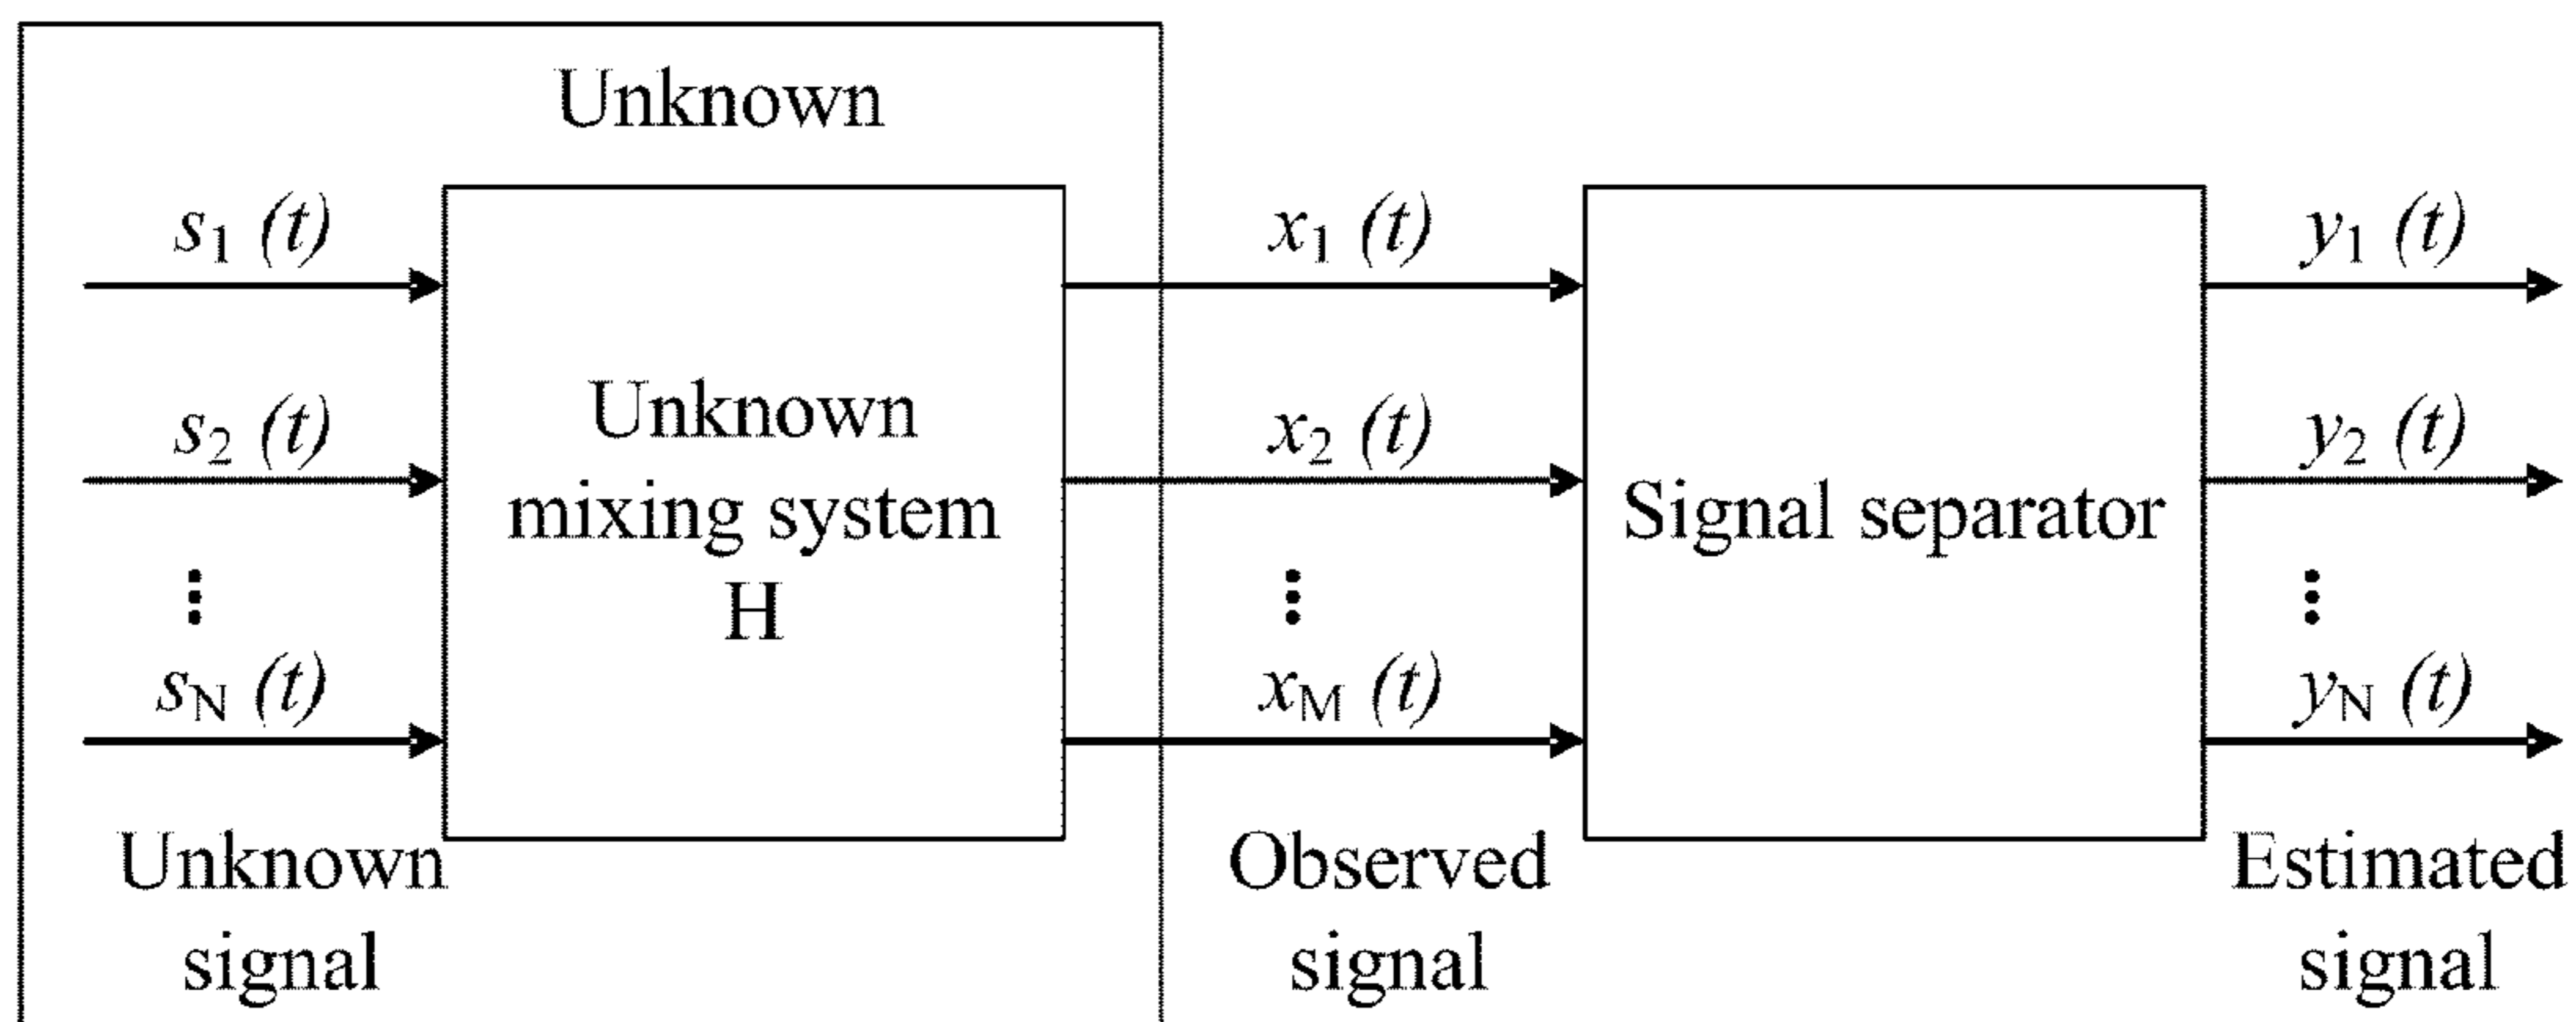 Unknown
s1 (t)
x1 (t)
y1 (t)
s2 (t)
Unknown
mixing system
H
x2 (t)
Signal separator
y2 (t)
⋮
⋮
⋮
sN (t)
xM (t)
yN (t)
Unknown
signal
Observed
signal
Estimated
signal